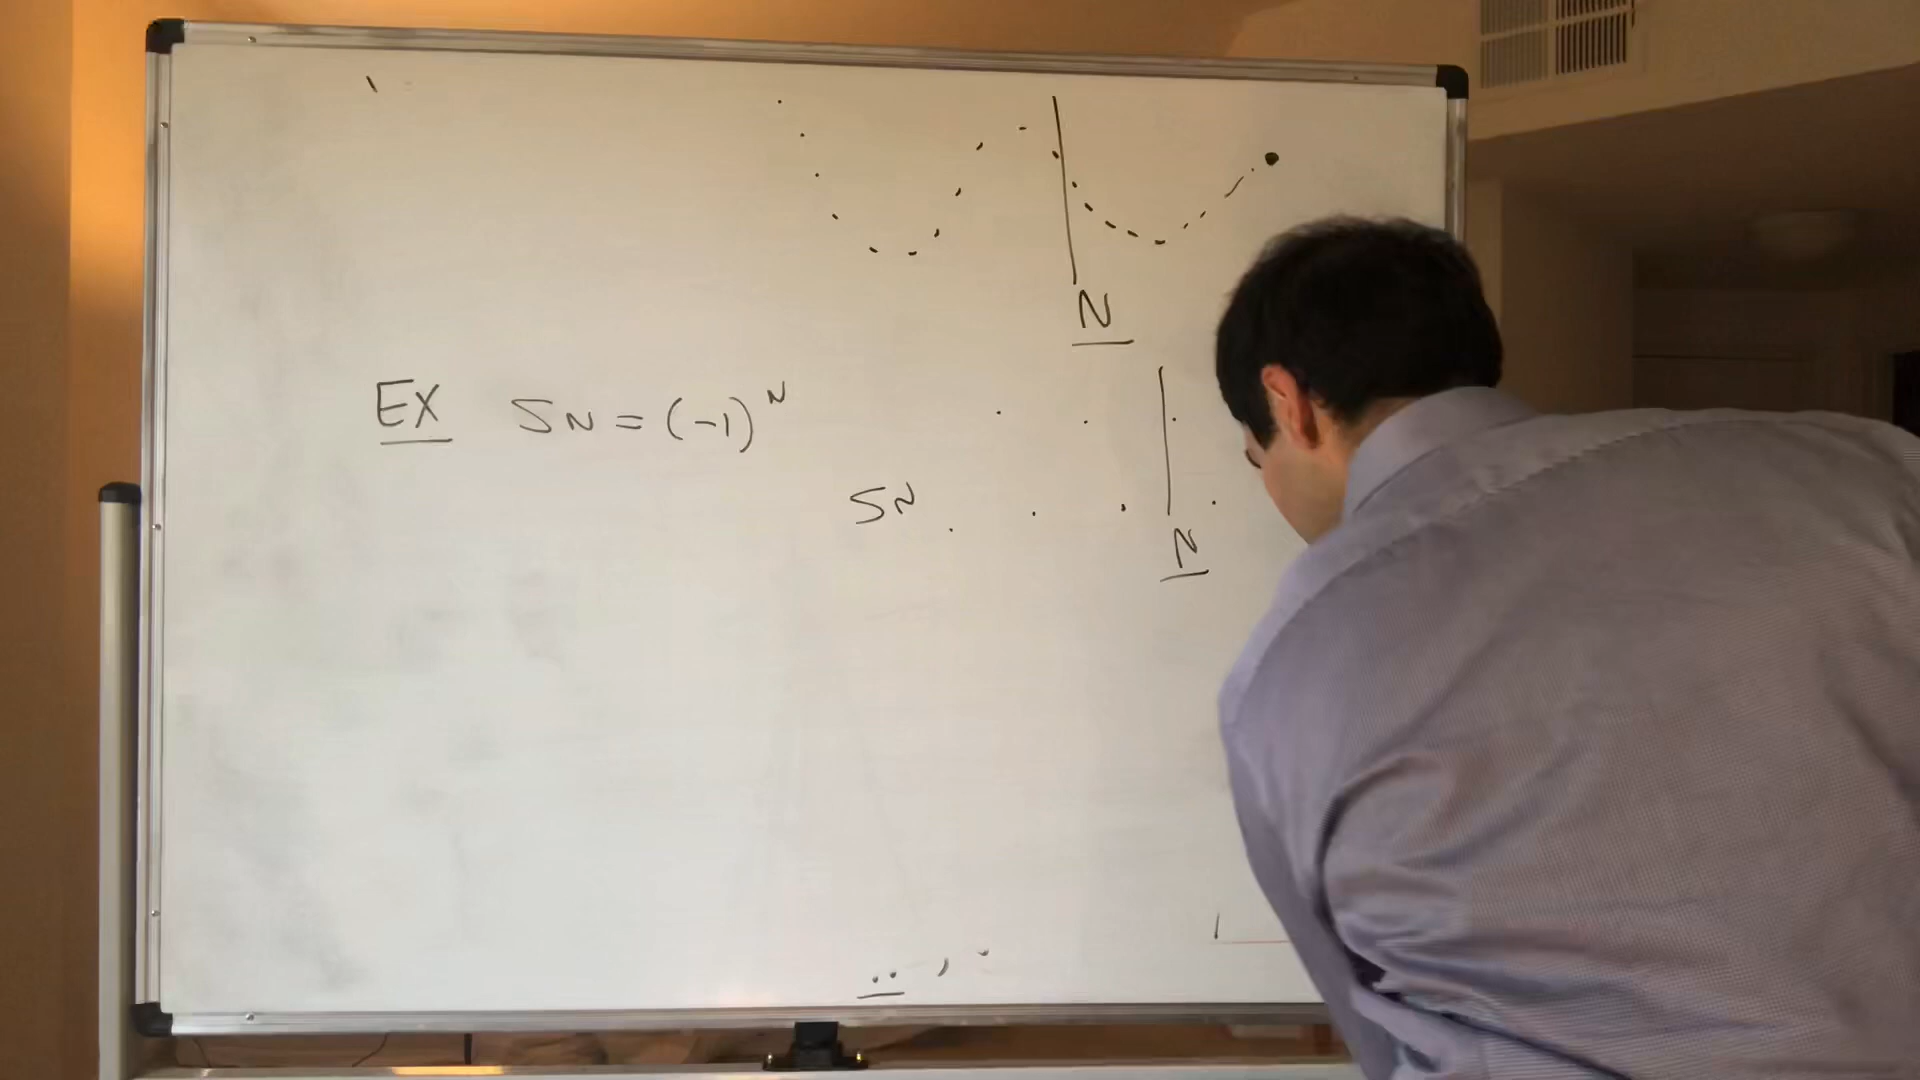 N
EX SN = (-1)^N
SN
N